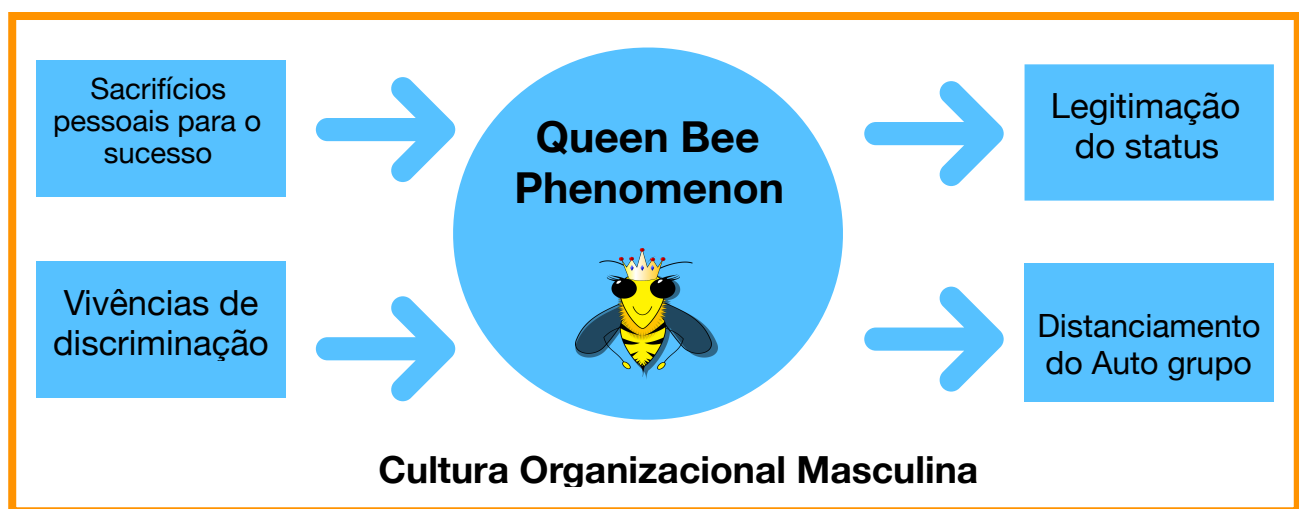 Sacrifícios
pessoais para o
sucesso
Vivências de
discriminação
Queen Bee
Phenomenon
Legitimação
do status
Distanciamento
do Auto grupo
Cultura Organizacional Masculina